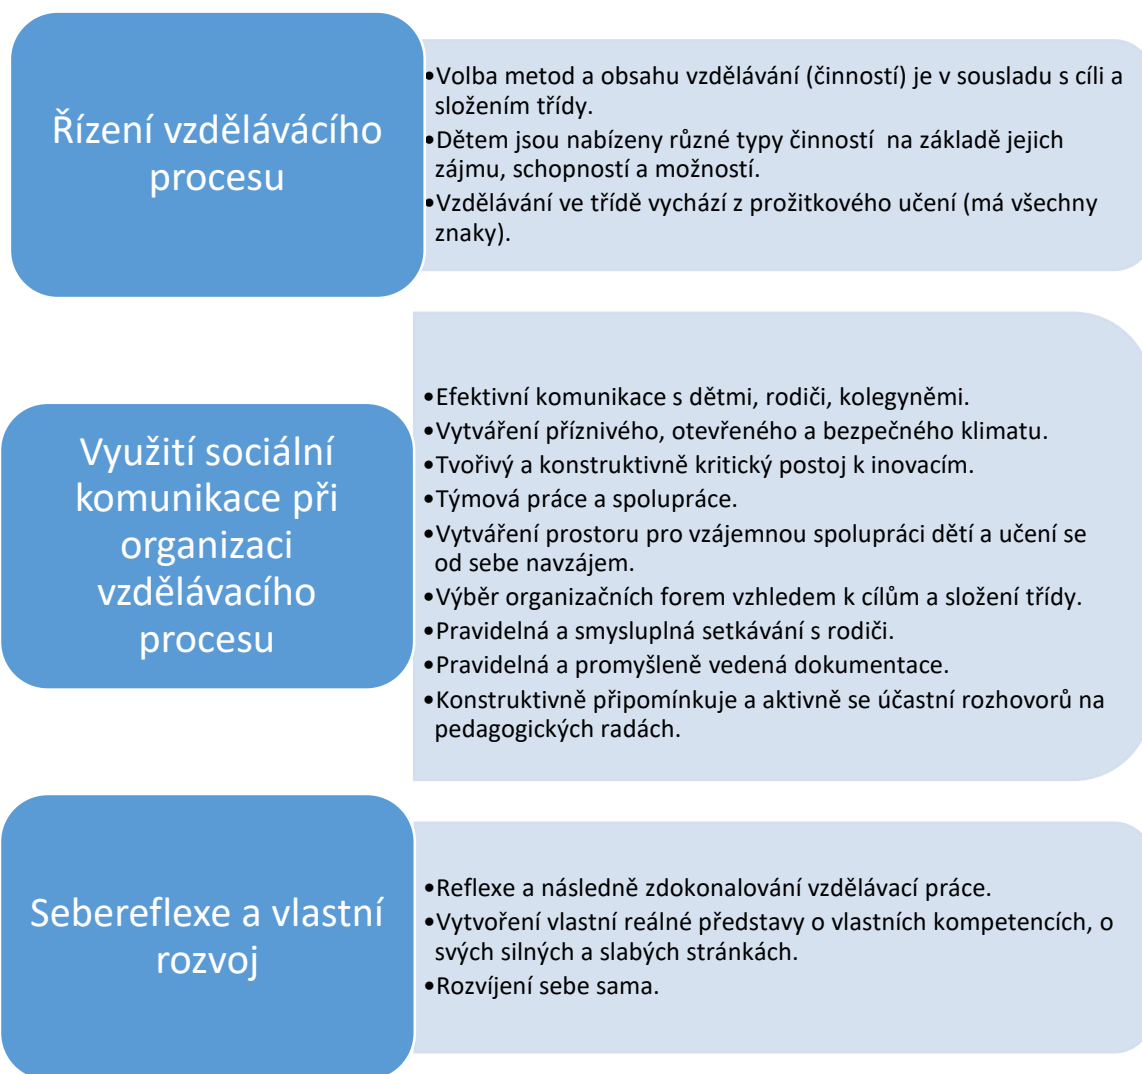 Řízení vzdělávácího
procesu
•Volba metod a obsahu vzdělávání (činností) je v sousladu s cíli a
složením třídy.
•Dětem jsou nabízeny různé typy činností  na základě jejich
zájmu, schopností a možností.
•Vzdělávání ve třídě vychází z prožitkového učení (má všechny
znaky).
Využití sociální
komunikace při
organizaci
vzdělávacího
procesu
•Efektivní komunikace s dětmi, rodiči, kolegyněmi.
•Vytváření příznivého, otevřeného a bezpečného klimatu.
•Tvořivý a konstruktivně kritický postoj k inovacím.
•Týmová práce a spolupráce.
•Vytváření prostoru pro vzájemnou spolupráci dětí a učení se
od sebe navzájem.
•Výběr organizačních forem vzhledem k cílům a složení třídy.
•Pravidelná a smysluplná setkávání s rodiči.
•Pravidelná a promyšleně vedená dokumentace.
•Konstruktivně připomínkuje a aktivně se účastní rozhovorů na
pedagogických radách.
Sebereflexe a vlastní
rozvoj
•Reflexe a následně zdokonalování vzdělávací práce.
•Vytvoření vlastní reálné představy o vlastních kompetencích, o
svých silných a slabých stránkách.
•Rozvíjení sebe sama.